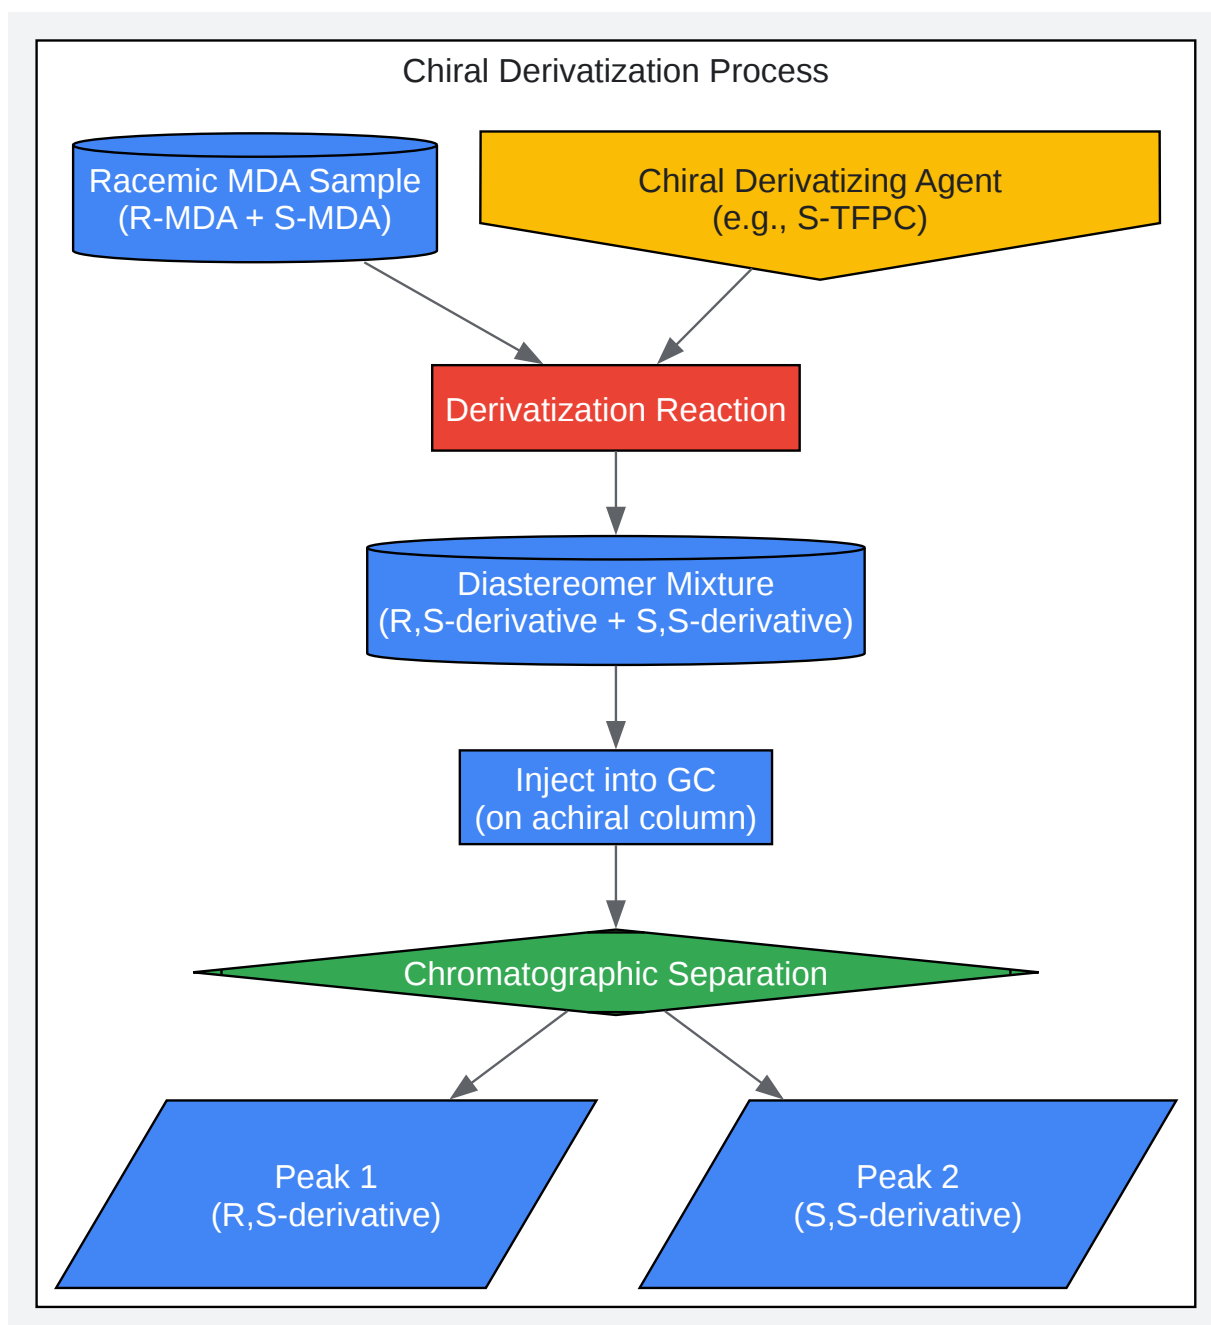 Chiral Derivatization Process
Racemic MDA Sample
(R-MDA + S-MDA)
Chiral Derivatizing Agent
(e.g., S-TFPC)
Derivatization Reaction
Diastereomer Mixture
(R,S-derivative + S,S-derivative)
Inject into GC
(on achiral column)
Chromatographic Separation
Peak 1
(R,S-derivative)
Peak 2
(S,S-derivative)